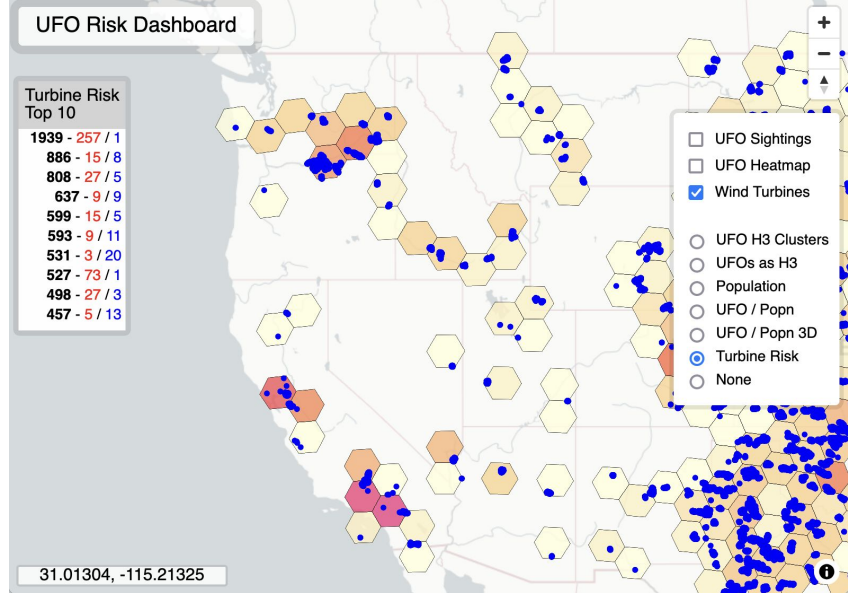 UFO Risk Dashboard
Turbine Risk
Top 10
1939 - 257 / 1
886 - 15 / 8
808 - 27 / 5
637 - 9 / 9
599 - 15 / 5
593 - 9 / 11
531 - 3 / 20
527 - 73 / 1
498 - 27 / 3
457 - 5 / 13
+
−
UFO Sightings
UFO Heatmap
Wind Turbines
UFO H3 Clusters
UFOs as H3
Population
UFO / Popn
UFO / Popn 3D
Turbine Risk
None
31.01304, -115.21325
i